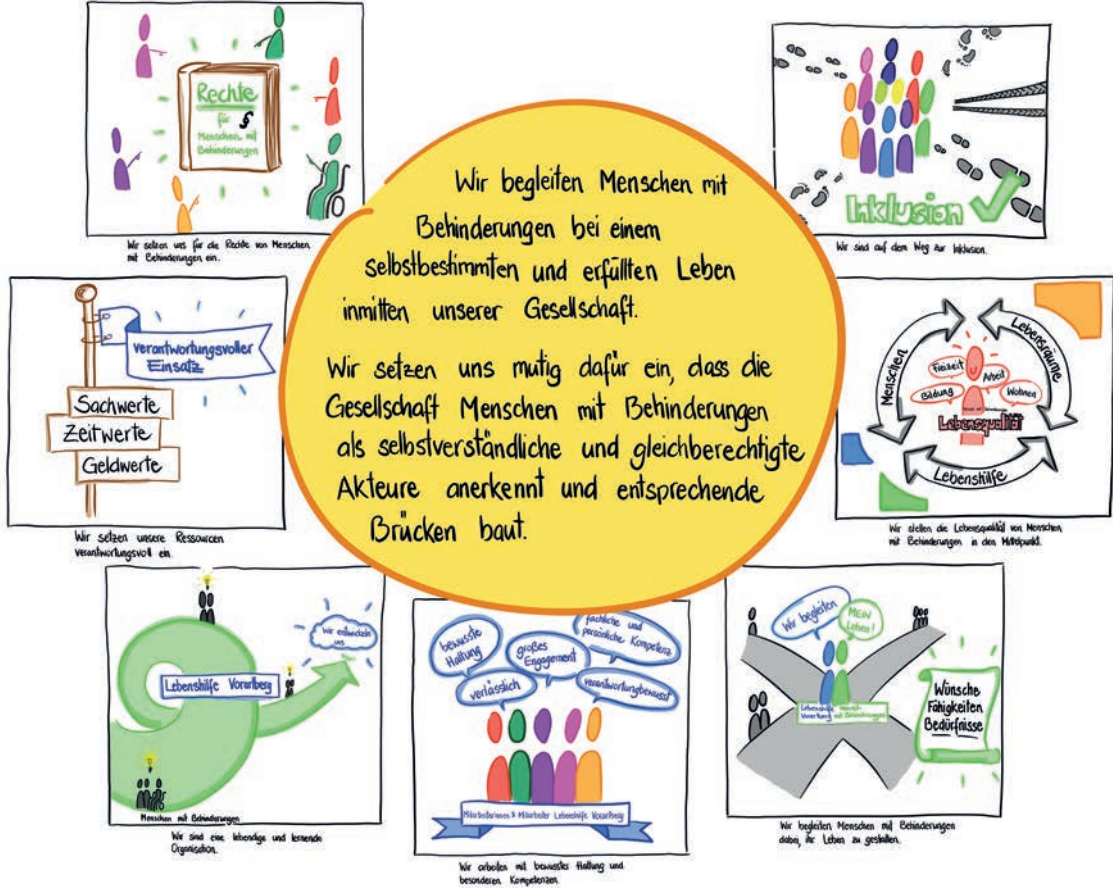 Rechte
für §
Menschen mit
Behinderungen
Wir setzen uns für die Rechte von Menschen
mit Behinderungen ein.
Inklusion
Wir sind auf dem Weg zur Inklusion.
Wir begleiten Menschen mit
Behinderungen bei einem
selbstbestimmten und erfüllten Leben
inmitten unserer Gesellschaft.
Wir setzen uns mutig dafür ein, dass die
Gesellschaft Menschen mit Behinderungen
als selbstverständliche und gleichberechtigte
Akteure anerkennt und entsprechende
Brücken baut.
verantwortungsvoller
Einsatz
Sachwerte
Zeitwerte
Geldwerte
Wir setzen unsere Ressourcen
verantwortungsvoll ein.
Menschen
Lebensräume
Lebenshilfe
Freiheit
Arbeit
Bildung
Wohnen
Lebensqualität
Wir stellen die Lebensqualität von Menschen
mit Behinderungen in den Mittelpunkt.
Wir entwickeln
uns
Lebenshilfe Vorarlberg
Menschen mit Behinderungen
Wir sind eine lebendige und lernende
Organisation.
bewusste
Haltung
großes
Engagement
fachliche und
persönliche Kompetenz
verlässlich
verantwortungbewusst
Mitarbeiterinnen & Mitarbeiter Lebenshilfe Vorarlberg
Wir arbeiten mit bewusster Haltung und
besonderen Kompetenzen.
Wir begleiten
MEIN
Leben!
Lebenshilfe
Vorarlberg
Mensch
mit Behinderungen
Wünsche
Fähigkeiten
Bedürfnisse
Wir begleiten Menschen mit Behinderungen
dabei, ihr Leben zu gestalten.